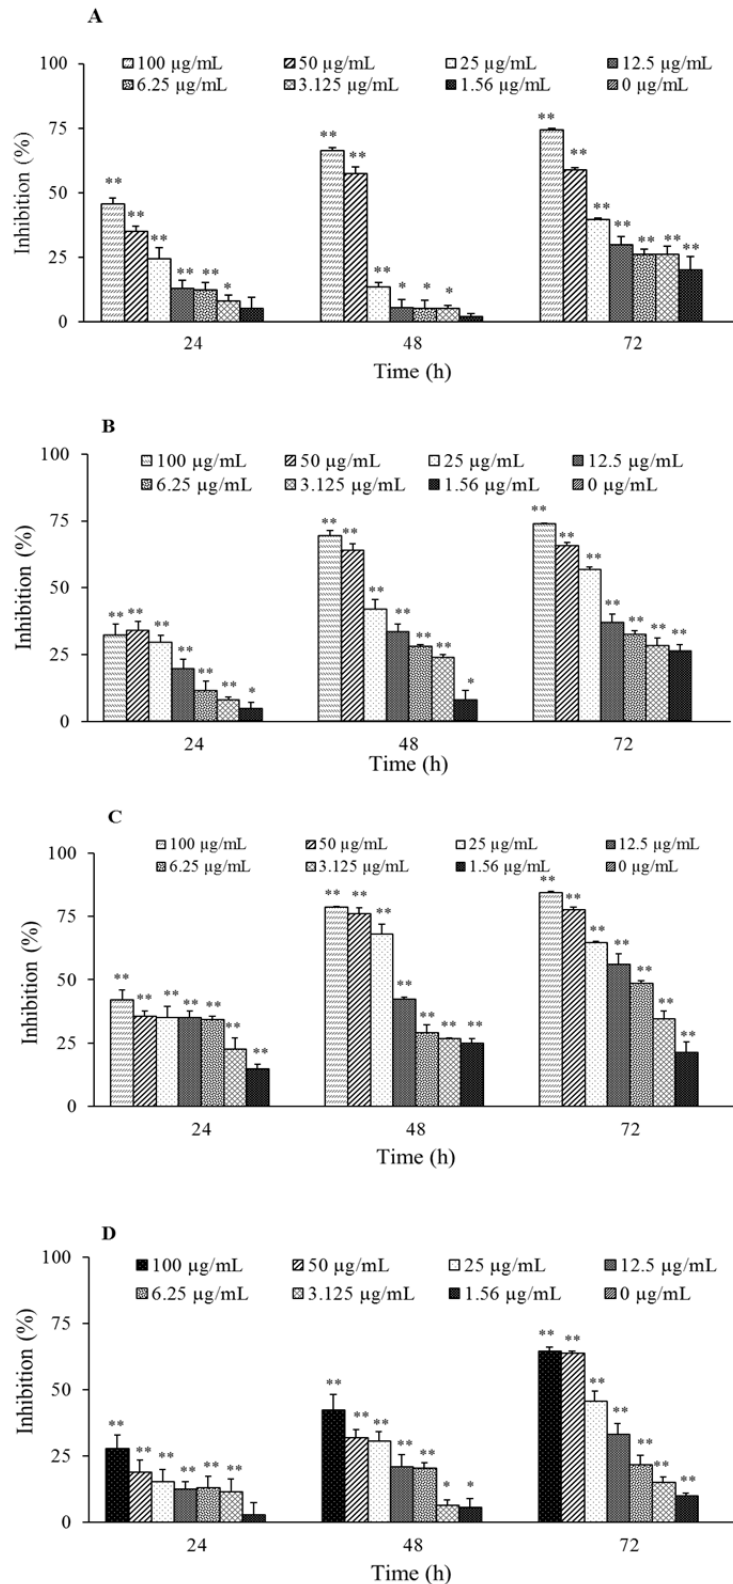 A
100 µg/mL 50 µg/mL 25 µg/mL 12.5 µg/mL
6.25 µg/mL 3.125 µg/mL 1.56 µg/mL 0 µg/mL
Inhibition (%)
100
75
50
25
0
** ** ** ** ** *
** ** ** * * *
** ** ** ** ** ** **
24 48 72
Time (h)
B
100 µg/mL 50 µg/mL 25 µg/mL 12.5 µg/mL
6.25 µg/mL 3.125 µg/mL 1.56 µg/mL 0 µg/mL
Inhibition (%)
100
75
50
25
0
** ** ** ** ** ** *
** ** ** ** ** ** *
** ** ** ** ** ** **
24 48 72
Time (h)
C
100 µg/mL 50 µg/mL 25 µg/mL 12.5 µg/mL
6.25 µg/mL 3.125 µg/mL 1.56 µg/mL 0 µg/mL
Inhibition (%)
100
75
50
25
0
** ** ** ** ** ** **
** ** ** ** ** ** **
** ** ** ** ** ** **
24 48 72
Time (h)
D
100 µg/mL 50 µg/mL 25 µg/mL 12.5 µg/mL
6.25 µg/mL 3.125 µg/mL 1.56 µg/mL 0 µg/mL
Inhibition (%)
100
75
50
25
0
** ** ** ** ** **
** ** ** ** ** * *
** ** ** ** ** ** **
24 48 72
Time (h)